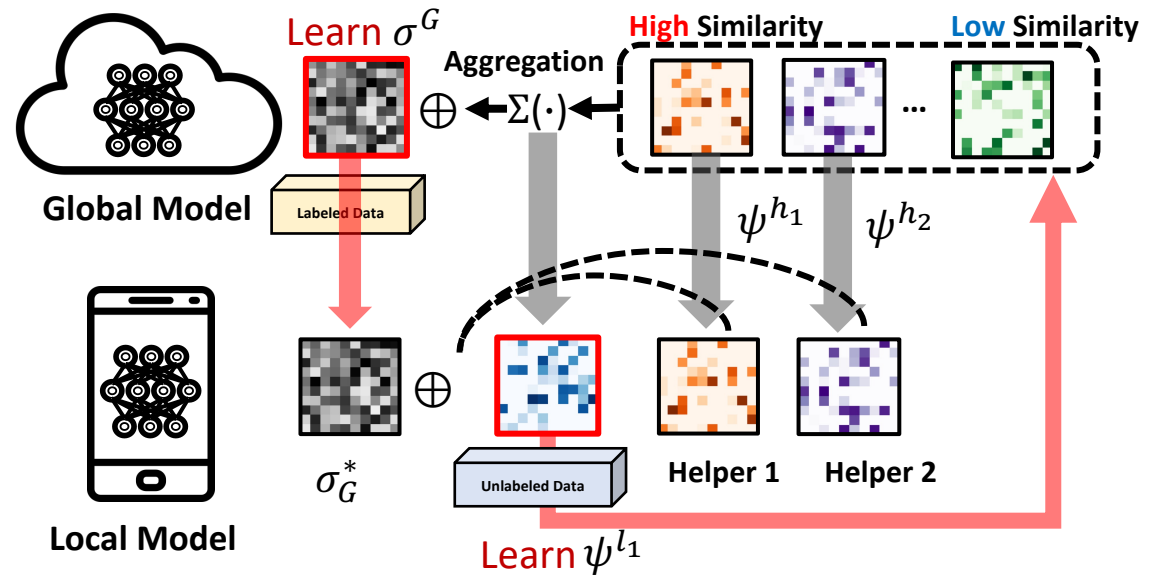 Learn σ^G
High Similarity
Low Similarity
Aggregation
⊕ Σ(·)
...
Global Model
Labeled Data
ψ^{h_1}
ψ^{h_2}
⊕
σ_G^*
Unlabeled Data
Helper 1
Helper 2
Local Model
Learn ψ^{l_1}